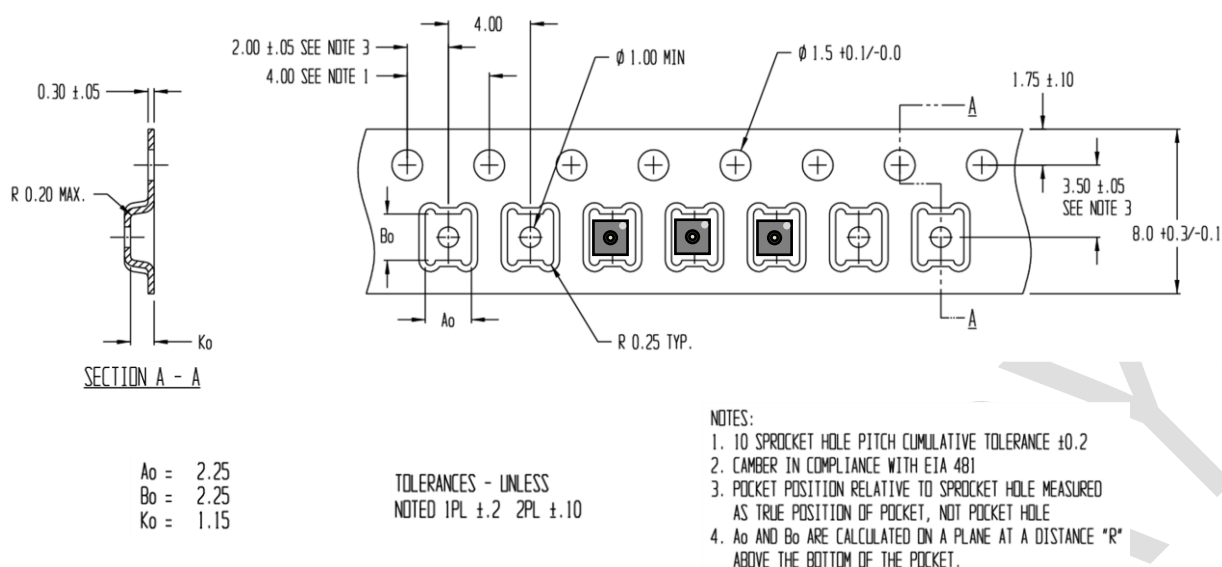 4.00
2.00 ±.05 SEE NOTE 3
4.00 SEE NOTE 1
ϕ 1.00 MIN
ϕ 1.5 +0.1/-0.0
1.75 ±.10
0.30 ±.05
A
R 0.20 MAX.
3.50 ±.05
SEE NOTE 3
Bo
8.0 +0.3/-0.1
Ao
A
Ko
R 0.25 TYP.
SECTION A - A
Ao = 2.25
Bo = 2.25
Ko = 1.15
TOLERANCES - UNLESS
NOTED 1PL ±.2 2PL ±.10
NOTES:
1. 10 SPROCKET HOLE PITCH CUMULATIVE TOLERANCE ±0.2
2. CAMBER IN COMPLIANCE WITH EIA 481
3. POCKET POSITION RELATIVE TO SPROCKET HOLE MEASURED
AS TRUE POSITION OF POCKET, NOT POCKET HOLE
4. Ao AND Bo ARE CALCULATED ON A PLANE AT A DISTANCE "R"
ABOVE THE BOTTOM OF THE POCKET.